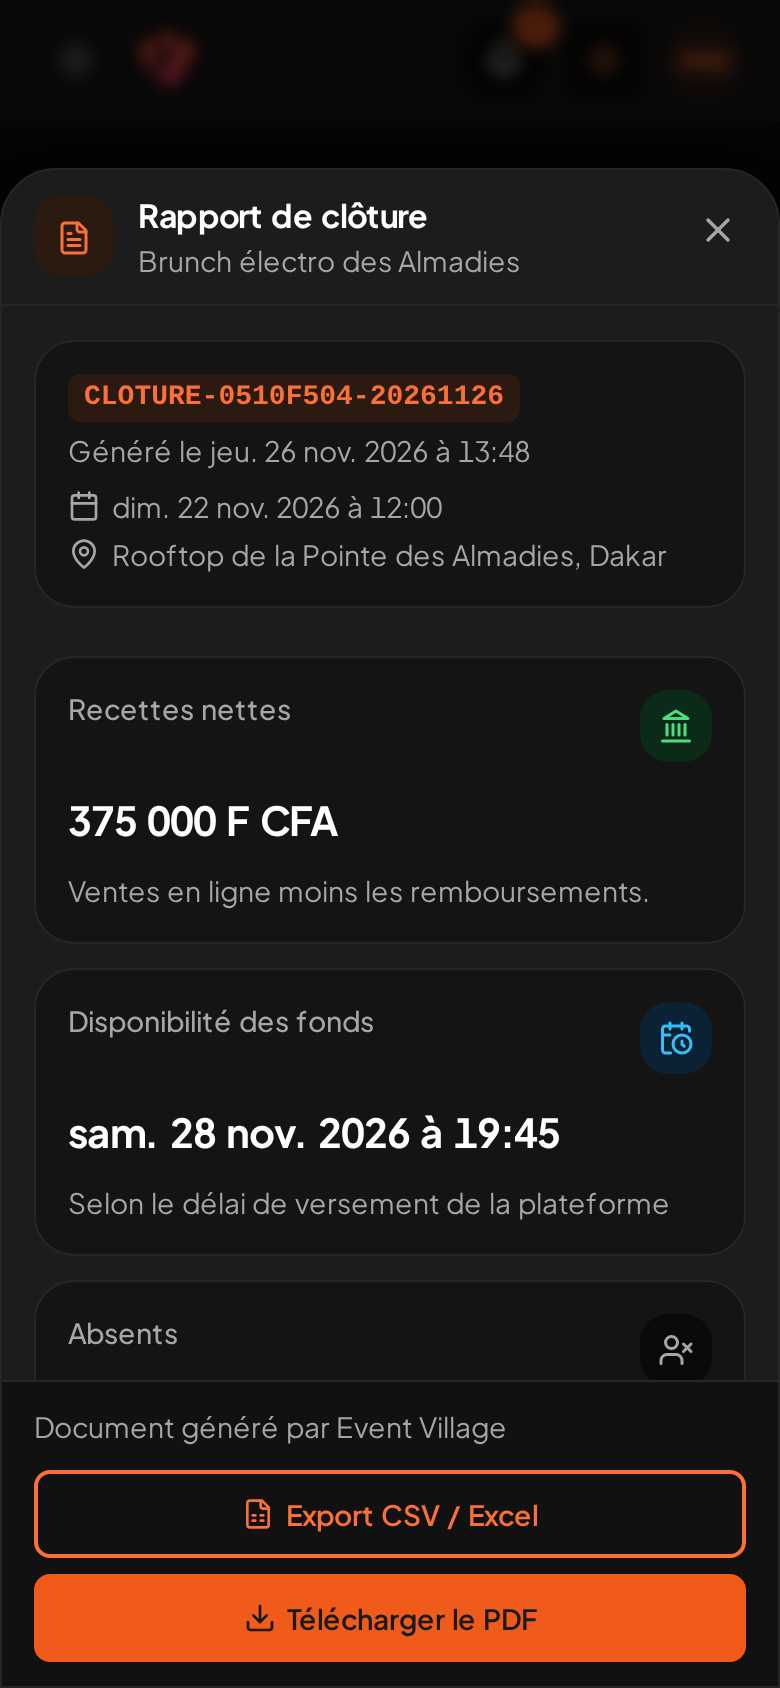 Rapport de clôture
Brunch électro des Almadies
CLOTURE-0510F504-20261126
Généré le jeu. 26 nov. 2026 à 13:48
dim. 22 nov. 2026 à 12:00
Rooftop de la Pointe des Almadies, Dakar
Recettes nettes
375 000 F CFA
Ventes en ligne moins les remboursements.
Disponibilité des fonds
sam. 28 nov. 2026 à 19:45
Selon le délai de versement de la plateforme
Absents
Document généré par Event Village
Export CSV / Excel
Télécharger le PDF